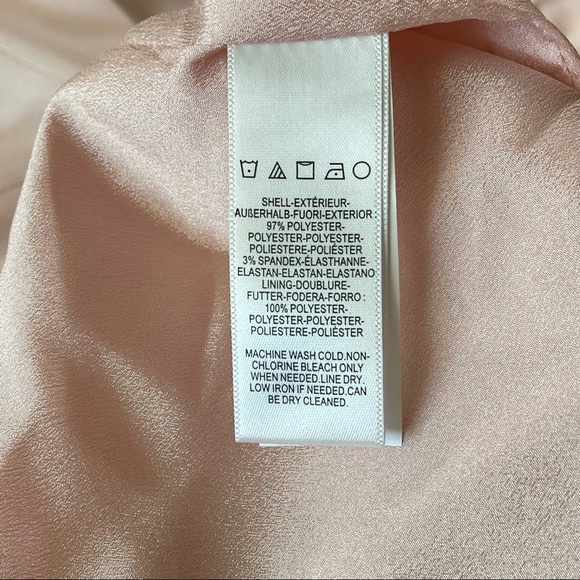 SHELL-EXTÉRIEUR-
AUßERHALB-FUORI-EXTERIOR:
97% POLYESTER-
POLYESTER-POLYESTER-
POLIESTERE-POLIÉSTER
3% SPANDEX-ÉLASTHANNE-
ELASTAN-ELASTAN-ELASTANO
LINING-DOUBLURE-
FUTTER-FODERA-FORRO:
100% POLYESTER-
POLYESTER-POLYESTER-
POLIESTERE-POLIÉSTER
MACHINE WASH COLD.NON-
CHLORINE BLEACH ONLY
WHEN NEEDED.LINE DRY.
LOW IRON IF NEEDED.CAN
BE DRY CLEANED.